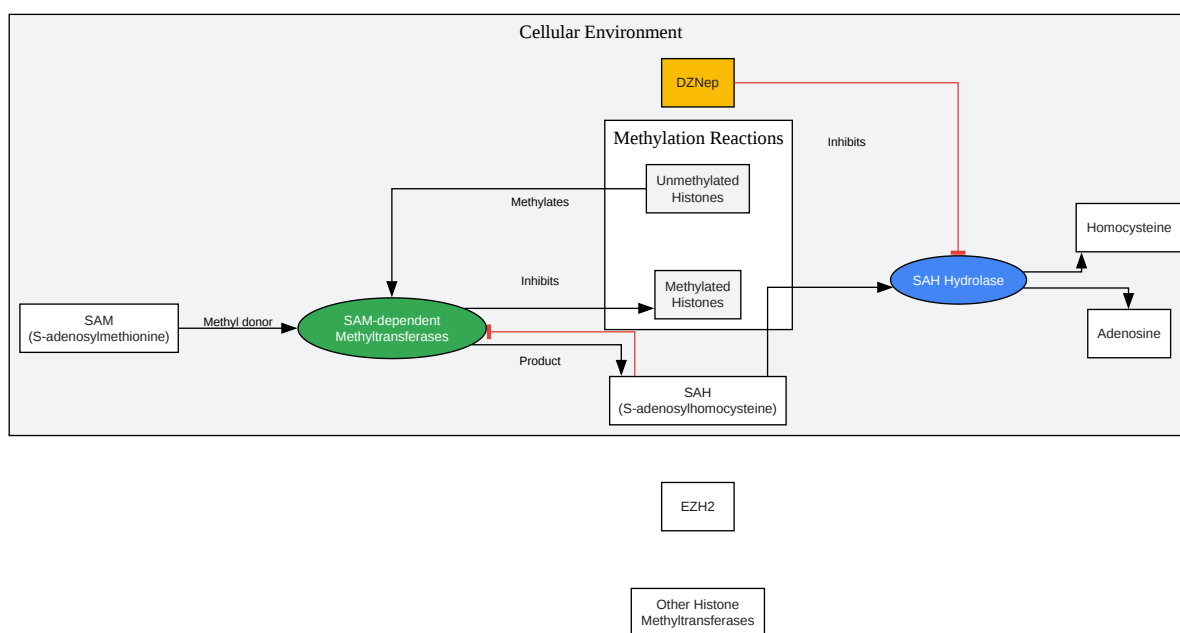 Cellular Environment
DZNep
Methylation Reactions
Inhibits
Unmethylated
Histones
Methylates
Homocysteine
Inhibits
Methylated
Histones
SAH Hydrolase
SAM
(S-adenosylmethionine)
Methyl donor
SAM-dependent
Methyltransferases
Adenosine
Product
SAH
(S-adenosylhomocysteine)
EZH2
Other Histone
Methyltransferases